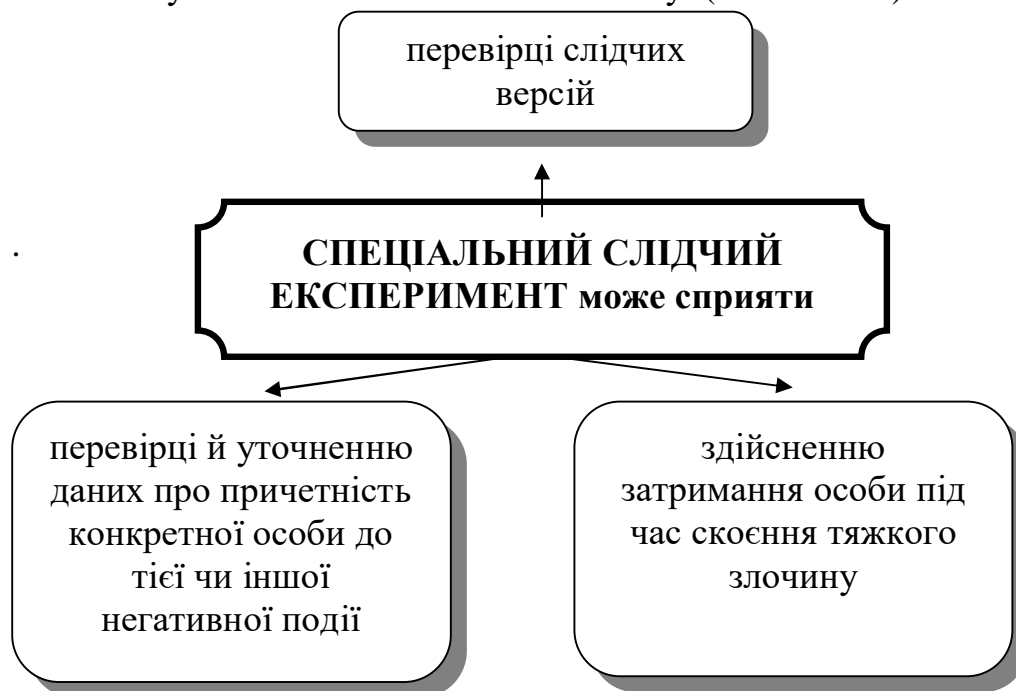 перевірці слідчих
версій
.
СПЕЦІАЛЬНИЙ СЛІДЧИЙ
ЕКСПЕРИМЕНТ може сприяти
перевірці й уточненню
даних про причетність
конкретної особи до
тієї чи іншої
негативної події
здійсненню
затримання особи під
час скоєння тяжкого
злочину